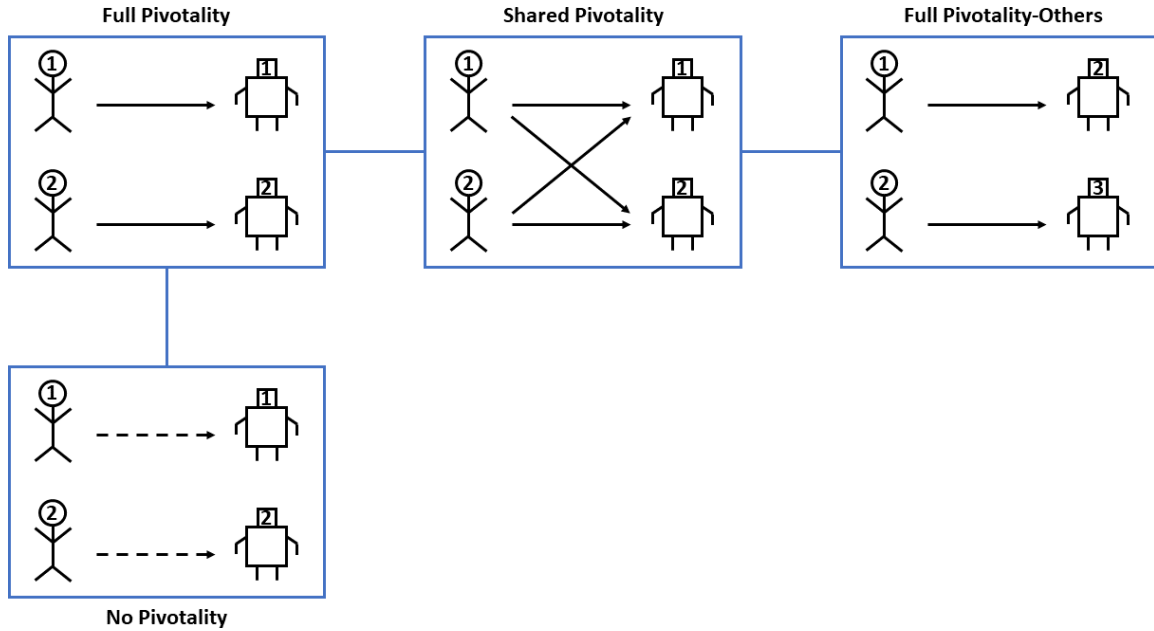 Full Pivotality
Shared Pivotality
Full Pivotality-Others
1 1
2 2
1 1
2 2
1 2
2 3
1 1
2 2
No Pivotality